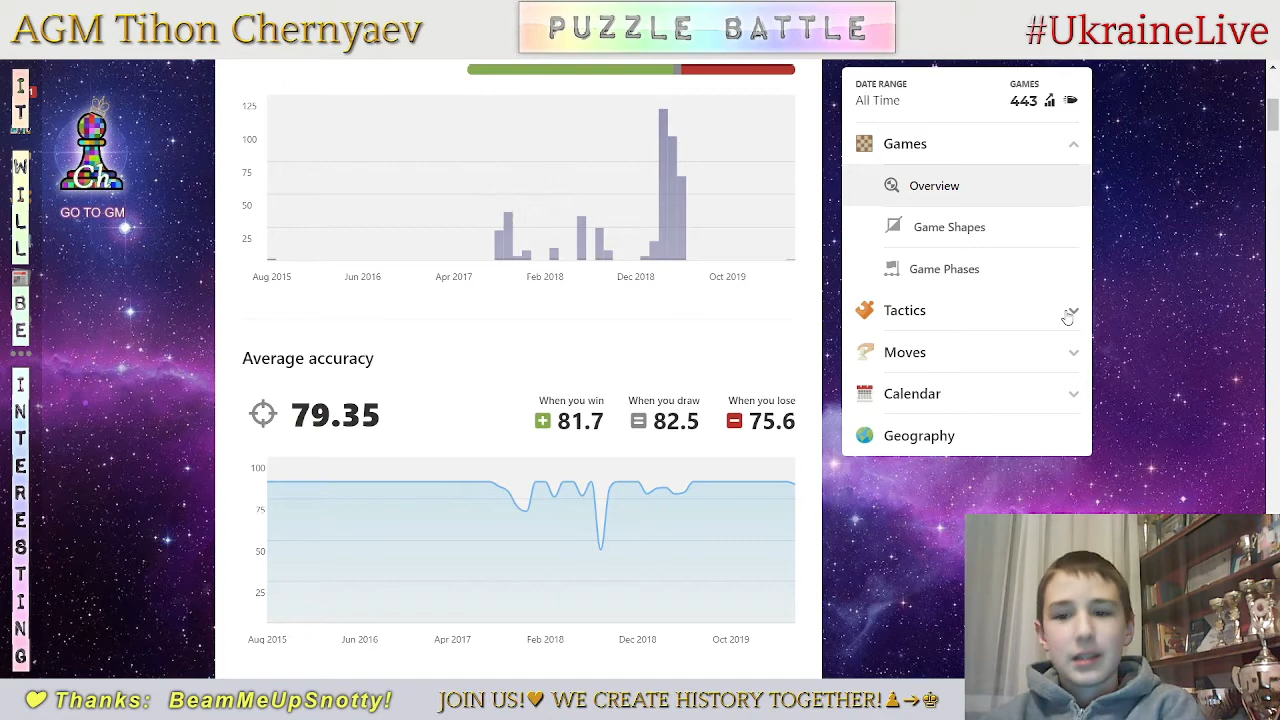 AGM Tihon Chernyaev
PUZZLE BATTLE
#UkraineLive
IT WILL BE INTERESTING
1
Ch
GO TO GM
125
100
75
50
25
Aug 2015 Jun 2016 Apr 2017 Feb 2018 Dec 2018 Oct 2019
Average accuracy
79.35
When you win
81.7
When you draw
82.5
When you lose
75.6
100
75
50
25
Aug 2015 Jun 2016 Apr 2017 Feb 2018 Dec 2018 Oct 2019
DATE RANGE
All Time
GAMES
443
Games
Overview
Game Shapes
Game Phases
Tactics
Moves
Calendar
Geography
Thanks: BeamMeUpSnotty!
JOIN US! WE CREATE HISTORY TOGETHER!